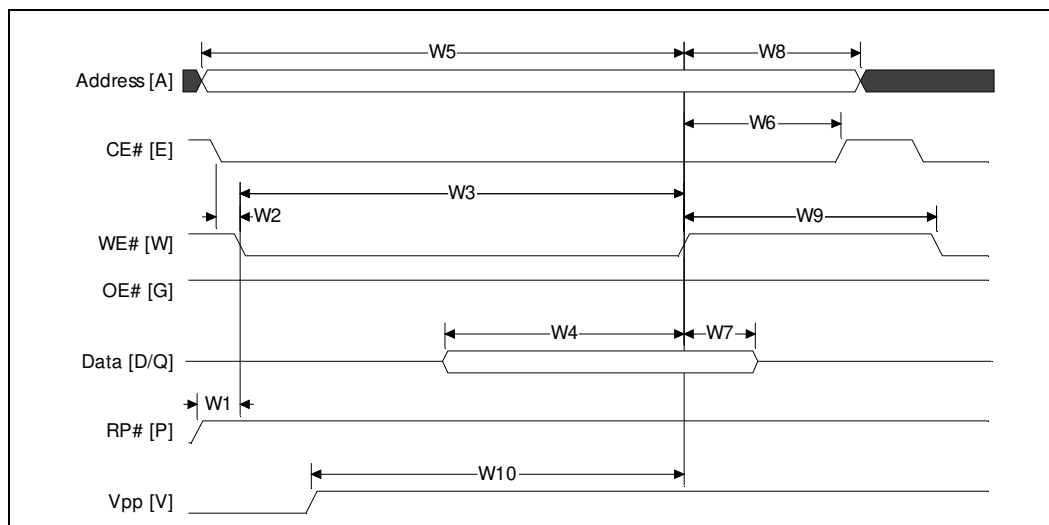 W5
W8
Address [A]
W6
CE# [E]
W3
W2
W9
WE# [W]
OE# [G]
W4
W7
Data [D/Q]
W1
RP# [P]
W10
Vpp [V]